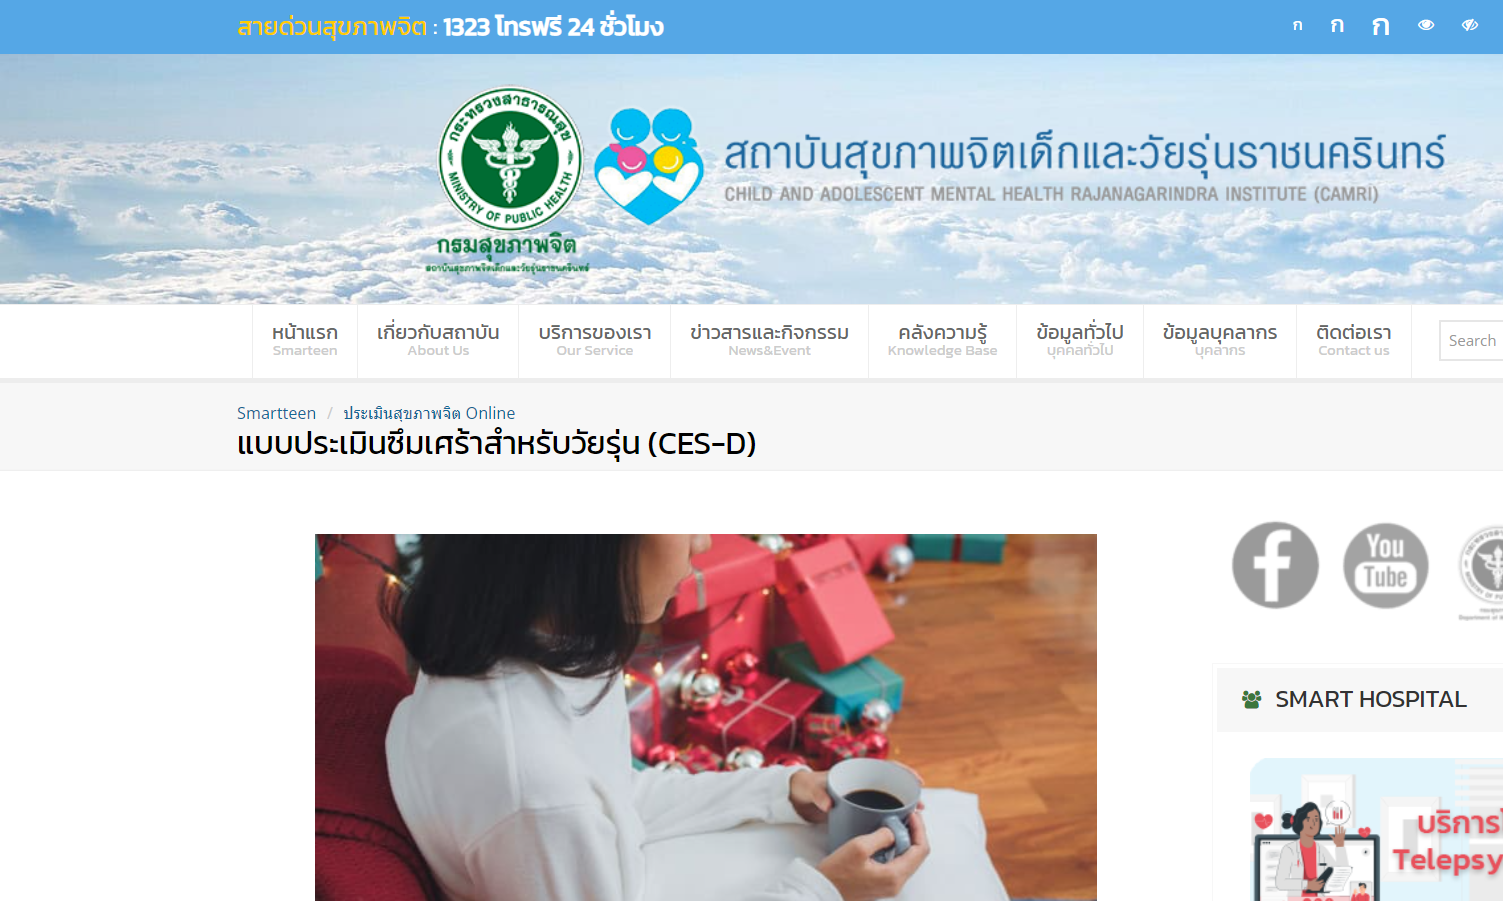 สายด่วนสุขภาพจิต : 1323 โทรฟรี 24 ชั่วโมง
ก ก ก
กระทรวงสาธารณสุข
MINISTRY OF PUBLIC HEALTH
กรมสุขภาพจิต
สถาบันสุขภาพจิตเด็กและวัยรุ่นราชนครินทร์
สถาบันสุขภาพจิตเด็กและวัยรุ่นราชนครินทร์
CHILD AND ADOLESCENT MENTAL HEALTH RAJANAGARINDRA INSTITUTE (CAMRI)
หน้าแรก เกี่ยวกับสถาบัน บริการของเรา ข่าวสารและกิจกรรม คลังความรู้ ข้อมูลทั่วไป ข้อมูลบุคลากร ติดต่อเรา
Smarteen About Us Our Service News&Event Knowledge Base บุคคลทั่วไป บุคลากร Contact us
Search
Smartteen / ประเมินสุขภาพจิต Online
แบบประเมินซึมเศร้าสำหรับวัยรุ่น (CES-D)
f
You
Tube
SMART HOSPITAL
บริการ
Telepsy